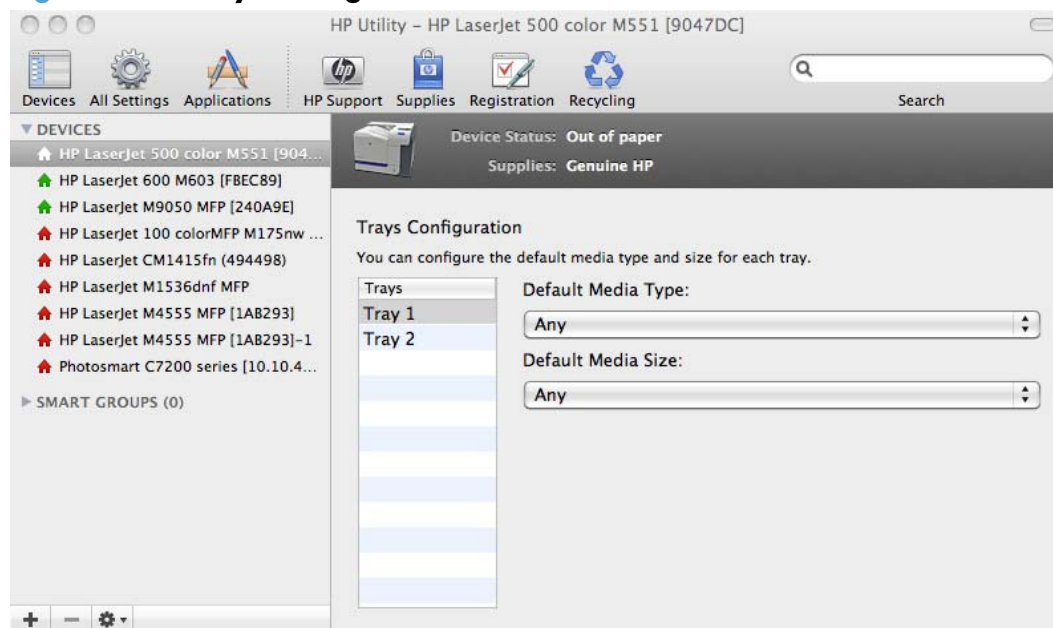 HP Utility – HP LaserJet 500 color M551 [9047DC]
Devices All Settings Applications HP Support Supplies Registration Recycling Search
DEVICES
HP LaserJet 500 color M551 [904...
HP LaserJet 600 M603 [FBEC89]
HP LaserJet M9050 MFP [240A9E]
HP LaserJet 100 colorMFP M175nw ...
HP LaserJet CM1415fn (494498)
HP LaserJet M1536dnf MFP
HP LaserJet M4555 MFP [1AB293]
HP LaserJet M4555 MFP [1AB293]-1
Photosmart C7200 series [10.10.4...
SMART GROUPS (0)
Device Status: Out of paper
Supplies: Genuine HP
Trays Configuration
You can configure the default media type and size for each tray.
Trays
Tray 1
Tray 2
Default Media Type:
Any
Default Media Size:
Any